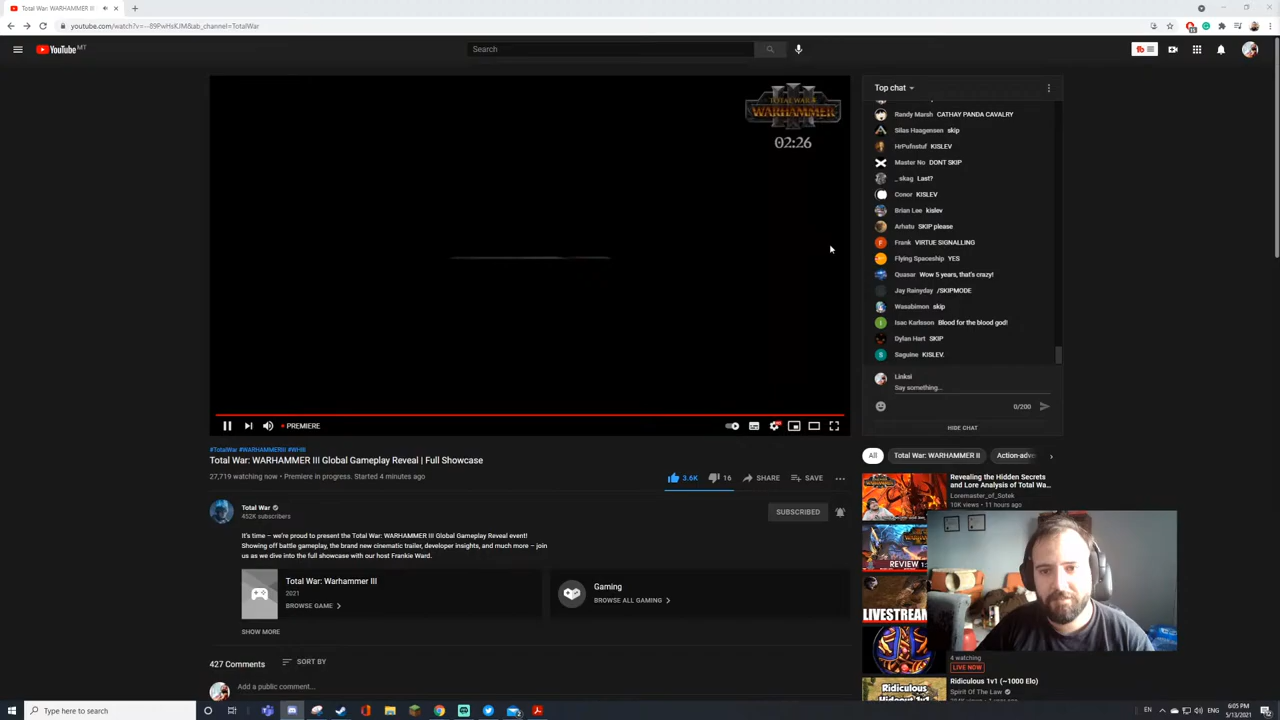 Total War: WARHAMMER III
youtube.com/watch?v=--89PwHsKJM&ab_channel=TotalWar
YouTube MT
Search
TOTAL WAR
WARHAMMER
III
02:26
PREMIERE
Top chat
Randy Marsh CATHAY PANDA CAVALRY
Silas Haagensen skip
HrPufnstuf KISLEV
Master No DONT SKIP
_ skag Last?
Conor KISLEV
Brian Lee kislev
Arhatu SKIP please
Frank VIRTUE SIGNALLING
Flying Spaceship YES
Quasar Wow 5 years, that's crazy!
Jay Rainyday /SKIPMODE
Wasabimon skip
Isac Karlsson Blood for the blood god!
Dylan Hart SKIP
Saguine KISLEV.
Linksi
Say something...
0/200
HIDE CHAT
#TotalWar #WARHAMMERIII #WHIII
Total War: WARHAMMER III Global Gameplay Reveal | Full Showcase
27,719 watching now • Premiere in progress. Started 4 minutes ago
3.6K 16 SHARE SAVE
Total War
452K subscribers
SUBSCRIBED
It's time – we're proud to present the Total War: WARHAMMER III Global Gameplay Reveal event!
Showing off battle gameplay, the brand new cinematic trailer, developer insights, and much more – join
us as we dive into the full showcase with our host Frankie Ward.
Total War: Warhammer III
2021
BROWSE GAME
Gaming
BROWSE ALL GAMING
SHOW MORE
427 Comments SORT BY
Add a public comment...
All Total War: WARHAMMER II Action-adve
Revealing the Hidden Secrets
and Lore Analysis of Total Wa...
Loremaster_of_Sotek
10K views • 11 hours ago
REVIEW
LIVESTREAM
4 watching
LIVE NOW
Ridiculous 1v1 (~1000 Elo)
Spirit Of The Law
Ridiculous
Type here to search
EN
ENG
6:05 PM
5/13/2021